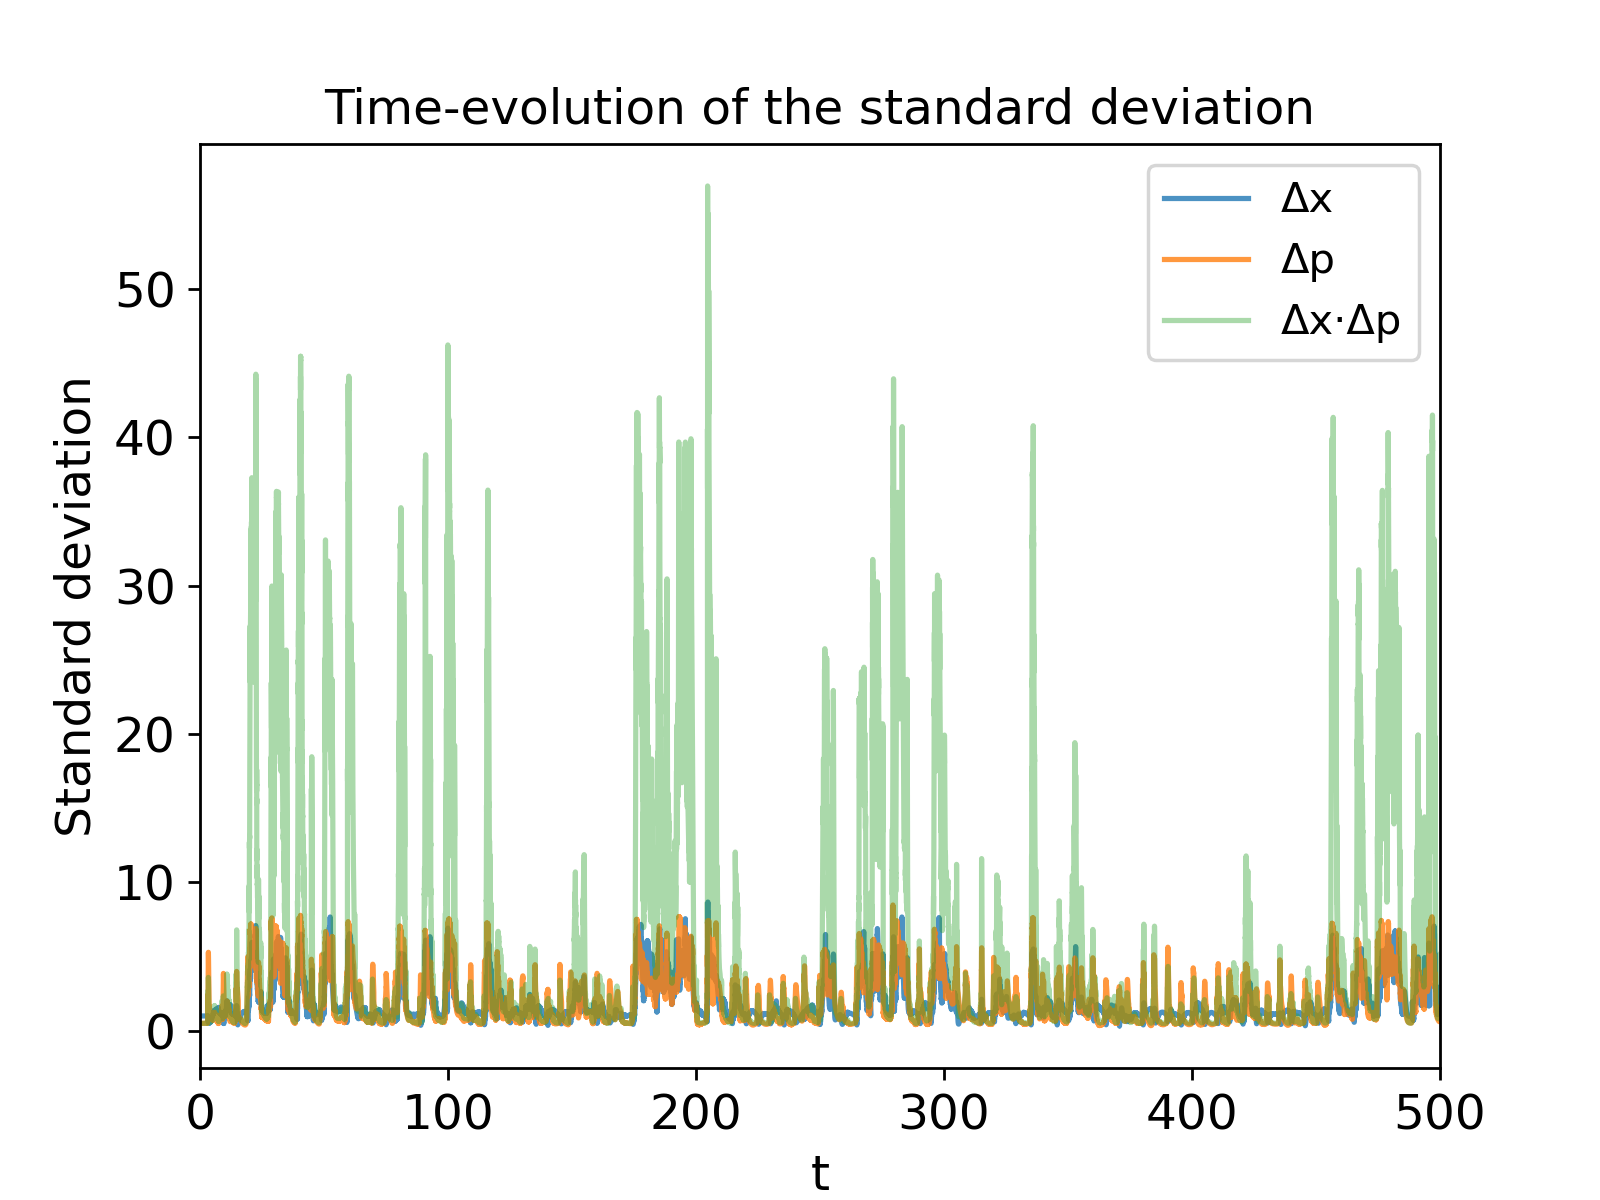 Time-evolution of the standard deviation
Δx
Δp
Δx·Δp
Standard deviation
50
40
30
20
10
0
0 100 200 300 400 500
t